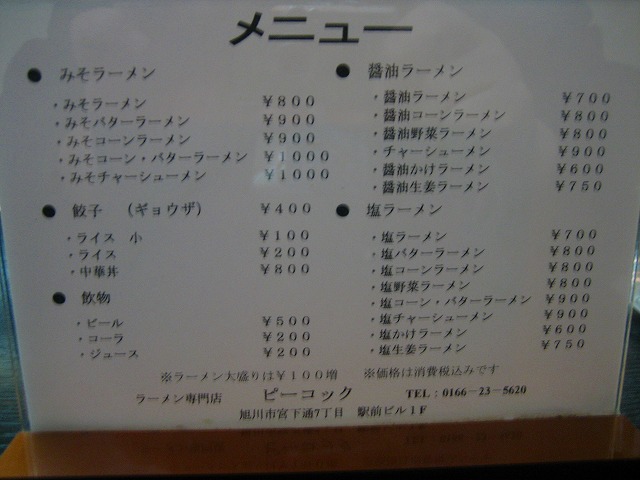 メニュー
● みそラーメン
・みそラーメン ￥８００
・みそバターラーメン ￥９００
・みそコーンラーメン ￥９００
・みそコーン・バターラーメン ￥１０００
・みそチャーシューメン ￥１０００
● 餃子 （ギョウザ） ￥４００
・ライス 小 ￥１００
・ライス ￥２００
・中華丼 ￥８００
● 飲物
・ビール ￥５００
・コーラ ￥２００
・ジュース ￥２００
● 醤油ラーメン
・醤油ラーメン ￥７００
・醤油コーンラーメン ￥８００
・醤油野菜ラーメン ￥８００
・チャーシューメン ￥９００
・醤油かけラーメン ￥６００
・醤油生姜ラーメン ￥７５０
● 塩ラーメン
・塩ラーメン ￥７００
・塩バターラーメン ￥８００
・塩コーンラーメン ￥８００
・塩野菜ラーメン ￥８００
・塩コーン・バターラーメン ￥９００
・塩チャーシューメン ￥９００
・塩かけラーメン ￥６００
・塩生姜ラーメン ￥７５０
※ラーメン大盛りは￥１００増 ※価格は消費税込みです
ラーメン専門店 ピーコック TEL：0166－23－5620
旭川市宮下通7丁目 駅前ビル１F